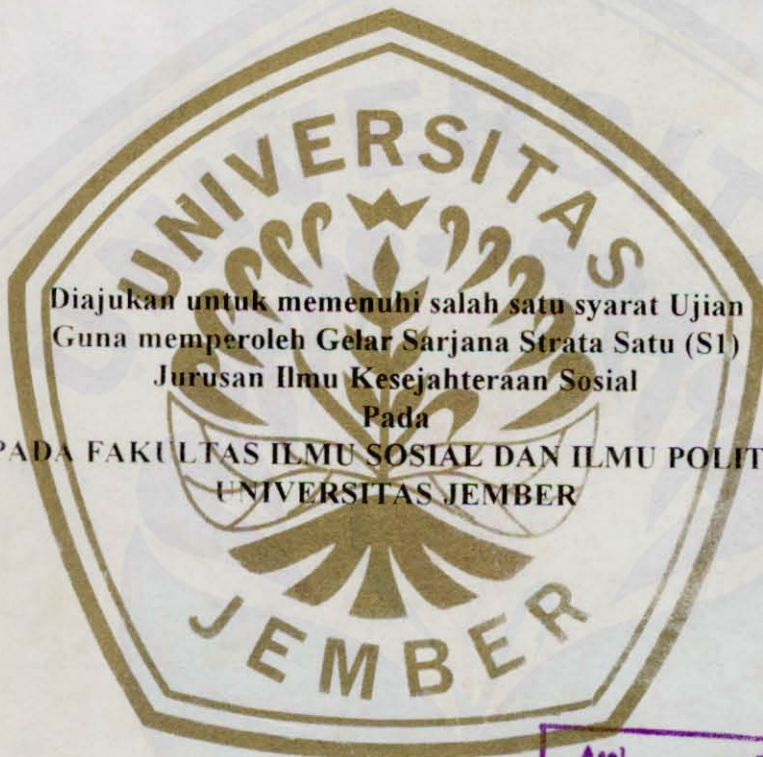 UNIVERSITAS
Diajukan untuk memenuhi salah satu syarat Ujian
Guna memperoleh Gelar Sarjana Strata Satu (S1)
Jurusan Ilmu Kesejahteraan Sosial
Pada
PADA FAKULTAS ILMU SOSIAL DAN ILMU POLIT
UNIVERSITAS JEMBER
JEMBER
Asal